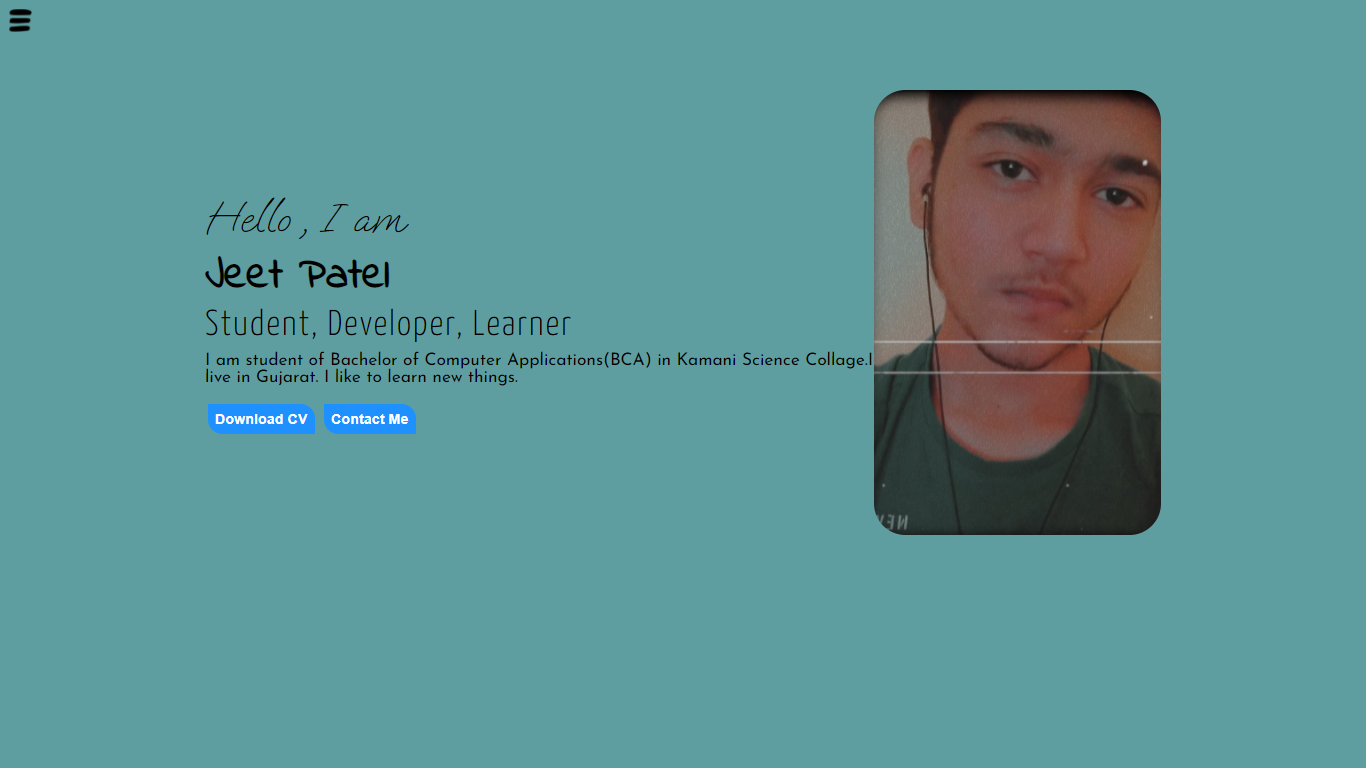 Hello , I am
Jeet Patel
Student, Developer, Learner
I am student of Bachelor of Computer Applications(BCA) in Kamani Science Collage.I
live in Gujarat. I like to learn new things.
Download CV Contact Me